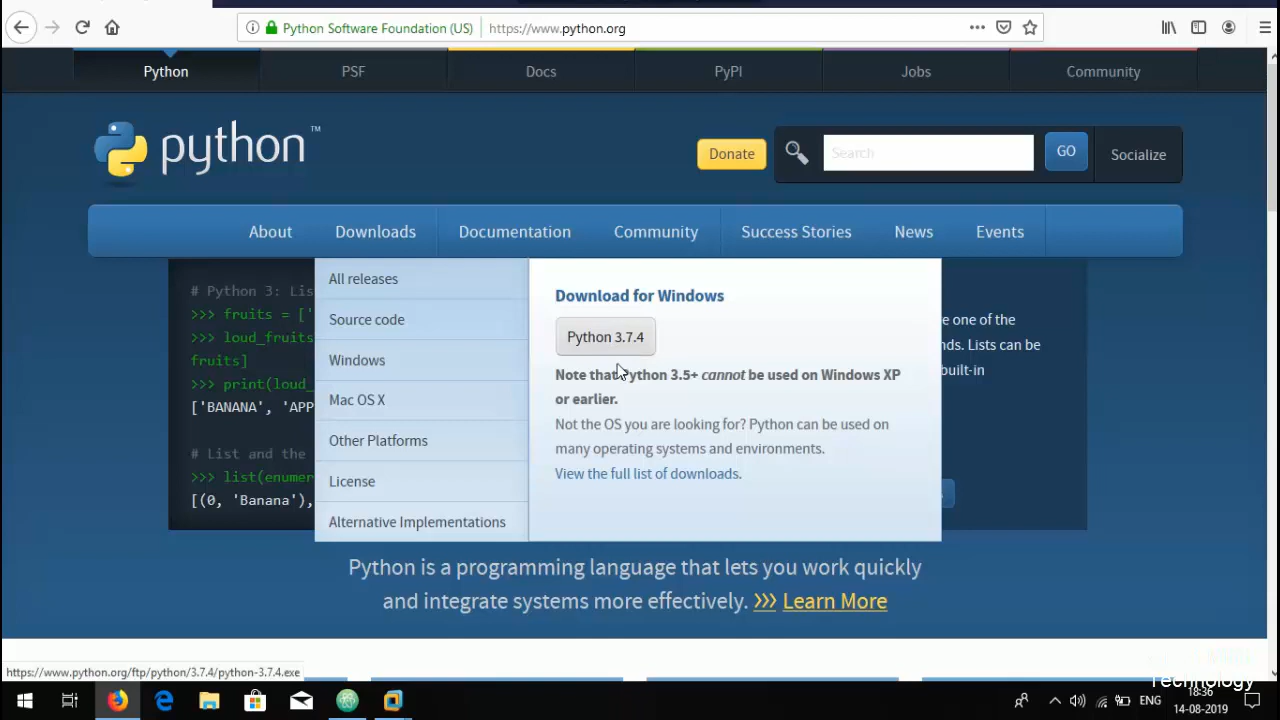 Python Software Foundation (US)
https://www.python.org
Python
PSF
Docs
PyPI
Jobs
Community
python™
Donate
Search
GO
Socialize
About
Downloads
Documentation
Community
Success Stories
News
Events
# Python 3: Lis
>>> fruits = ['
>>> loud_fruits
fruits]
>>> print(loud_
['BANANA', 'APP
# List and the
>>> list(enumer
[(0, 'Banana'),
All releases
Source code
Windows
Mac OS X
Other Platforms
License
Alternative Implementations
Download for Windows
Python 3.7.4
Note that Python 3.5+ cannot be used on Windows XP
or earlier.
Not the OS you are looking for? Python can be used on
many operating systems and environments.
View the full list of downloads.
e one of the
nds. Lists can be
built-in
Python is a programming language that lets you work quickly
and integrate systems more effectively. >>> Learn More
https://www.python.org/ftp/python/3.7.4/python-3.7.4.exe
Technology
ENG
18:36
14-08-2019